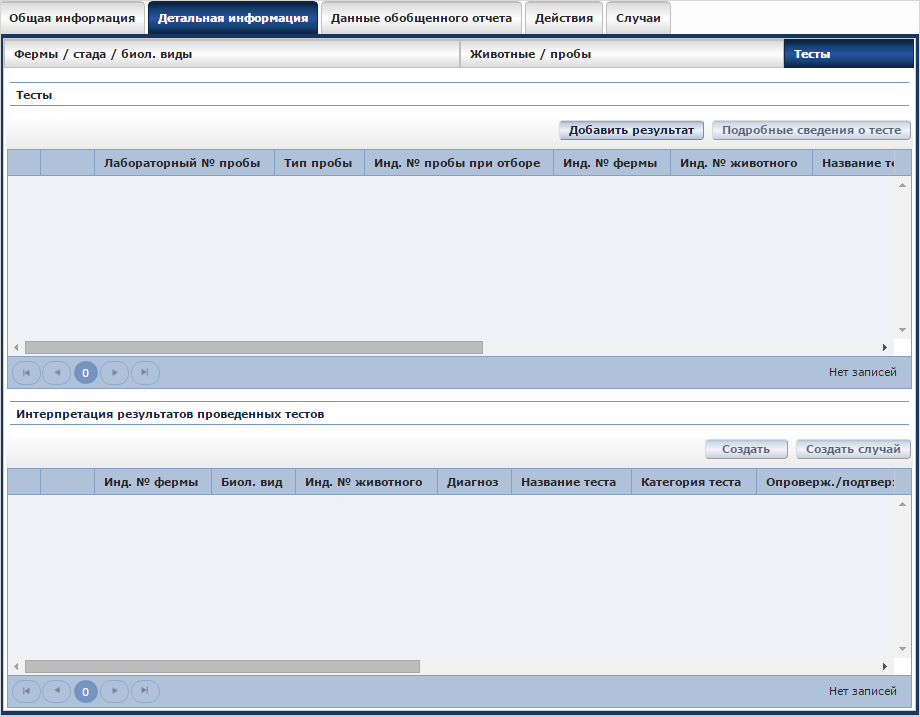 Общая информация Детальная информация Данные обобщенного отчета Действия Случаи
Фермы / стада / биол. виды Животные / пробы Тесты
Тесты
Добавить результат Подробные сведения о тесте
Лабораторный № пробы Тип пробы Инд. № пробы при отборе Инд. № фермы Инд. № животного Название те
0 Нет записей
Интерпретация результатов проведенных тестов
Создать Создать случай
Инд. № фермы Биол. вид Инд. № животного Диагноз Название теста Категория теста Опроверж./подтверж
0 Нет записей